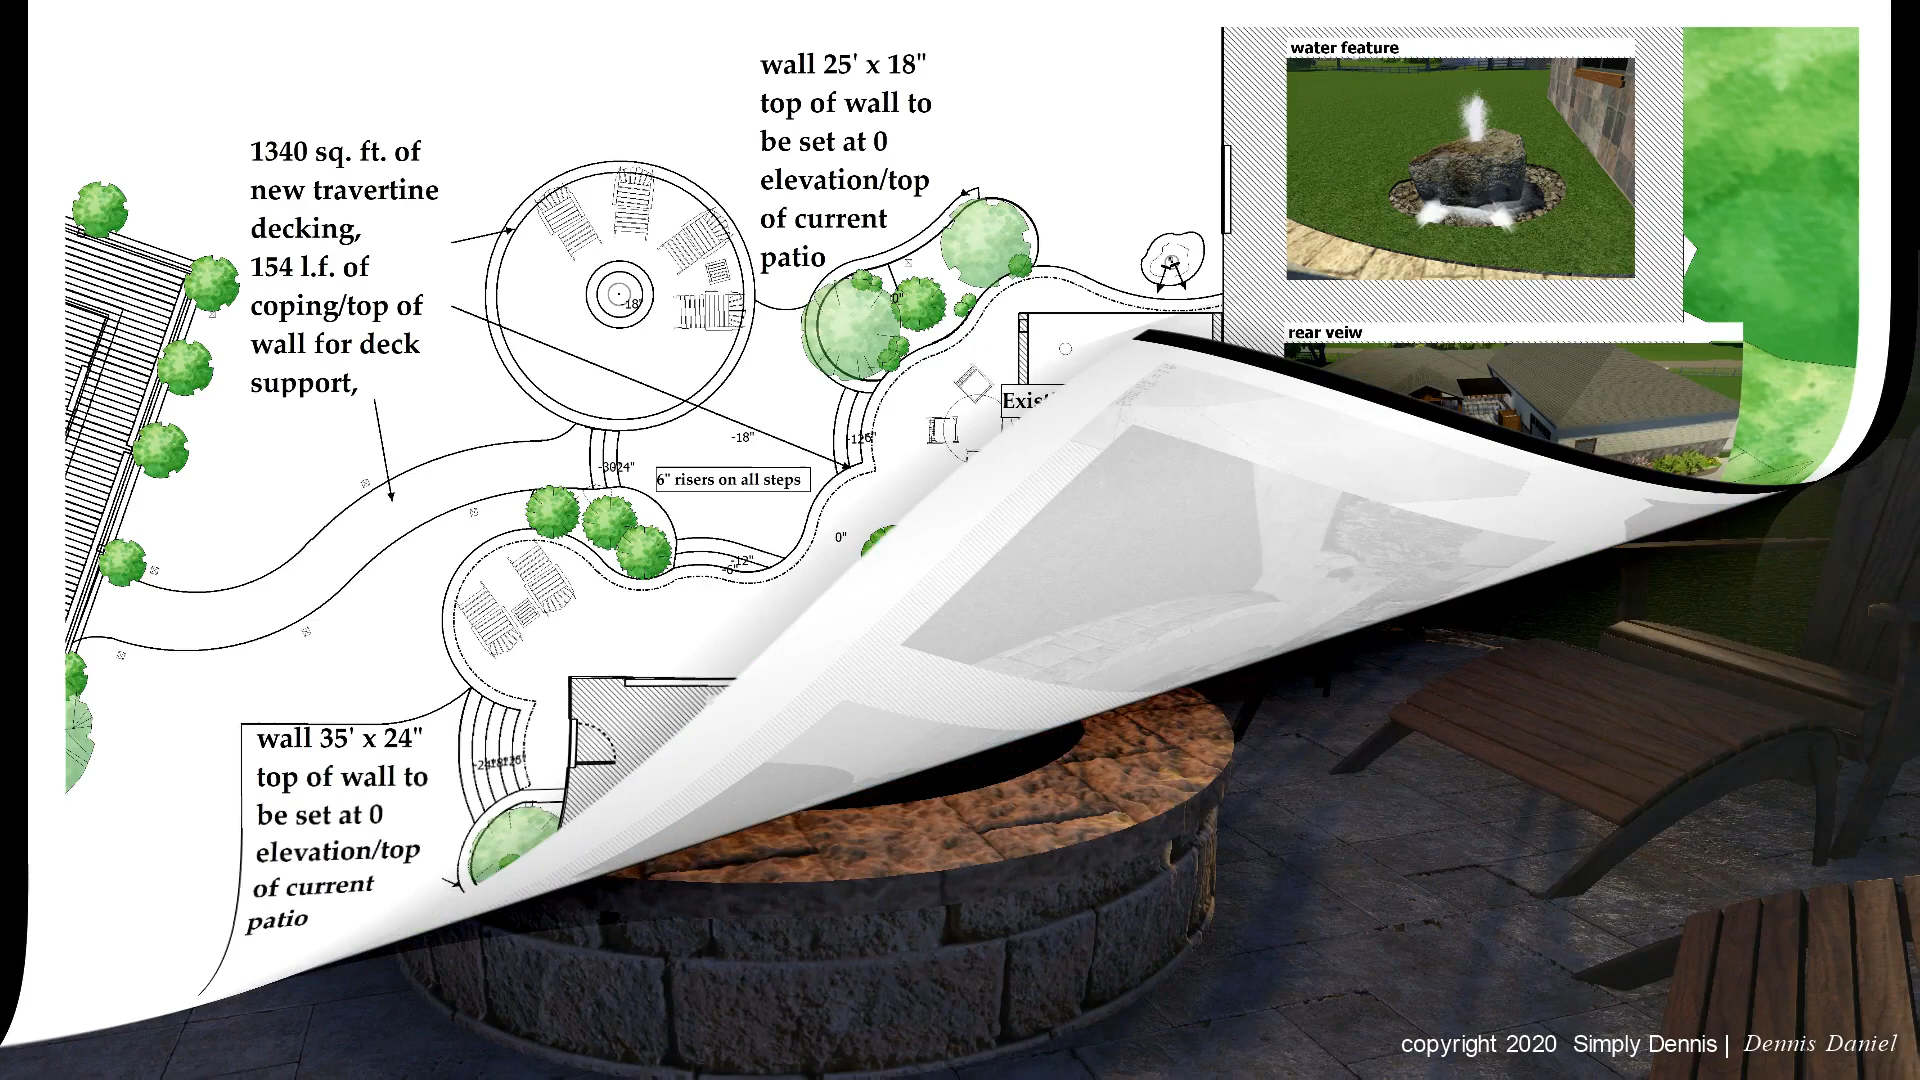 water feature
wall 25' x 18"
top of wall to
be set at 0
elevation/top
of current
patio
1340 sq. ft. of
new travertine
decking,
154 l.f. of
coping/top of
wall for deck
support,
-18"
0"
rear veiw
Exist
-18"
6" risers on all steps
0"
-12"
wall 35' x 24"
top of wall to
be set at 0
elevation/top
of current
patio
copyright 2020 Simply Dennis | Dennis Daniel